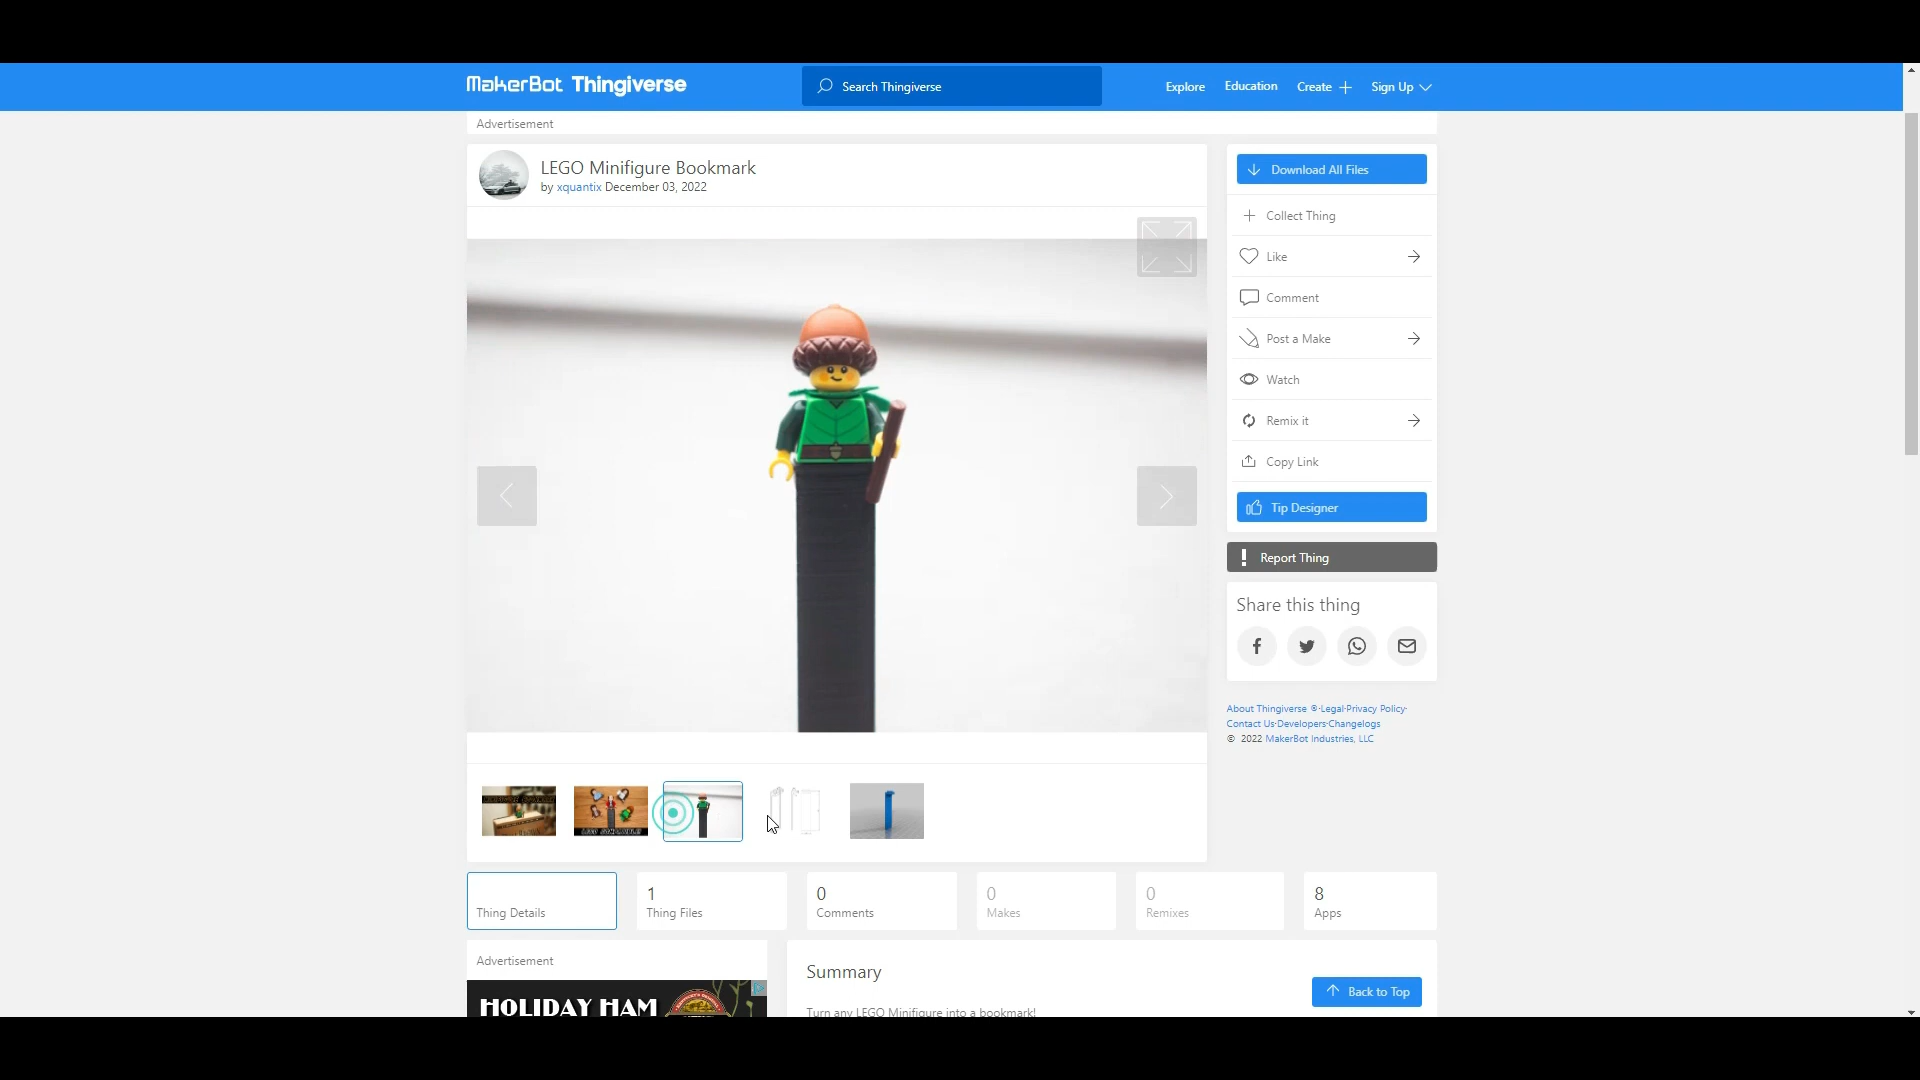 MakerBot Thingiverse
Search Thingiverse
Explore
Education
Create
Sign Up
Advertisement
LEGO Minifigure Bookmark
by xquantix December 03, 2022
Download All Files
Collect Thing
Like
Comment
Post a Make
Watch
Remix it
Copy Link
Tip Designer
Report Thing
Share this thing
About Thingiverse ®·Legal·Privacy Policy·
Contact Us·Developers·Changelogs
© 2022 MakerBot Industries, LLC
Thing Details
1
Thing Files
0
Comments
0
Makes
0
Remixes
8
Apps
Advertisement
HOLIDAY HAM
Summary
Turn any LEGO Minifigure into a bookmark!
Back to Top